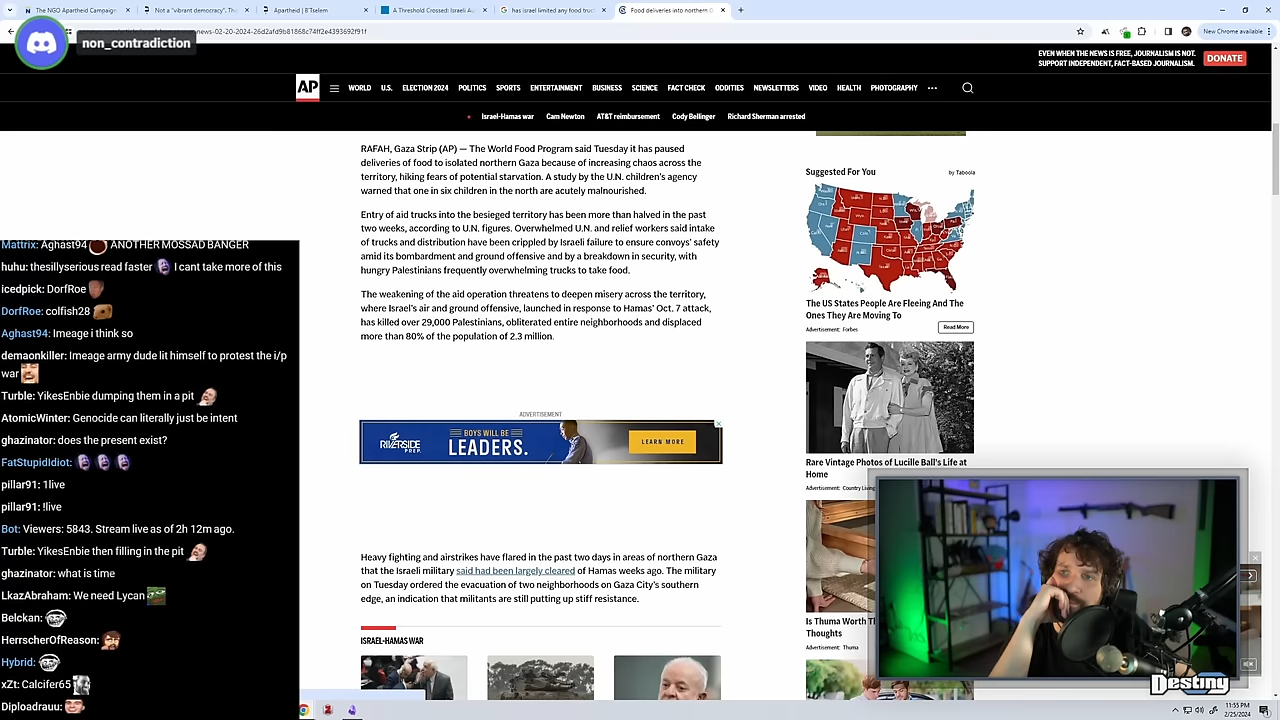 The NGO Apartheid Campaign
Not a "vibrant democracy". Th
Apartheid | B'Tselem
A Threshold Crossed: Israeli Au
has israel limited any food truc
Food deliveries into northern G
news-02-20-2024-26d2afd9b81868c74ff2e4393692f91f
New Chrome available
non_contradiction
EVEN WHEN THE NEWS IS FREE, JOURNALISM IS NOT.
SUPPORT INDEPENDENT, FACT-BASED JOURNALISM.
DONATE
AP
WORLD U.S. ELECTION 2024 POLITICS SPORTS ENTERTAINMENT BUSINESS SCIENCE FACT CHECK ODDITIES NEWSLETTERS VIDEO HEALTH PHOTOGRAPHY
Israel-Hamas war Cam Newton AT&T reimbursement Cody Bellinger Richard Sherman arrested
RAFAH, Gaza Strip (AP) — The World Food Program said Tuesday it has paused
deliveries of food to isolated northern Gaza because of increasing chaos across the
territory, hiking fears of potential starvation. A study by the U.N. children's agency
warned that one in six children in the north are acutely malnourished.
Entry of aid trucks into the besieged territory has been more than halved in the past
two weeks, according to U.N. figures. Overwhelmed U.N. and relief workers said intake
of trucks and distribution have been crippled by Israeli failure to ensure convoys' safety
amid its bombardment and ground offensive and by a breakdown in security, with
hungry Palestinians frequently overwhelming trucks to take food.
The weakening of the aid operation threatens to deepen misery across the territory,
where Israel's air and ground offensive, launched in response to Hamas' Oct. 7 attack,
has killed over 29,000 Palestinians, obliterated entire neighborhoods and displaced
more than 80% of the population of 2.3 million.
ADVERTISEMENT
RIVERSIDE
PREP.
BOYS WILL BE
LEADERS.
LEARN MORE
Heavy fighting and airstrikes have flared in the past two days in areas of northern Gaza
that the Israeli military said had been largely cleared of Hamas weeks ago. The military
on Tuesday ordered the evacuation of two neighborhoods on Gaza City's southern
edge, an indication that militants are still putting up stiff resistance.
ISRAEL-HAMAS WAR
Suggested For You
by Taboola
The US States People Are Fleeing And The
Ones They Are Moving To
Advertisement: Forbes
Read More
Rare Vintage Photos of Lucille Ball's Life at
Home
Advertisement: Country Living
Is Thuma Worth T
Thoughts
Advertisement: Thuma
Mattrix: Aghast94 ANOTHER MOSSAD BANGER
huhu: thesillyserious read faster I cant take more of this
icedpick: DorfRoe
DorfRoe: colfish28
Aghast94: Imeage i think so
demaonkiller: Imeage army dude lit himself to protest the i/p
war
Turble: YikesEnbie dumping them in a pit
AtomicWinter: Genocide can literally just be intent
ghazinator: does the present exist?
FatStupidIdiot:
pillar91: 1live
pillar91: !live
Bot: Viewers: 5843. Stream live as of 2h 12m ago.
Turble: YikesEnbie then filling in the pit
ghazinator: what is time
LkazAbraham: We need Lycan
Belckan:
HerrscherOfReason:
Hybrid:
xZt: Calcifer65
Diploadrauu:
Destiny
11:55 PM
2/25/2024